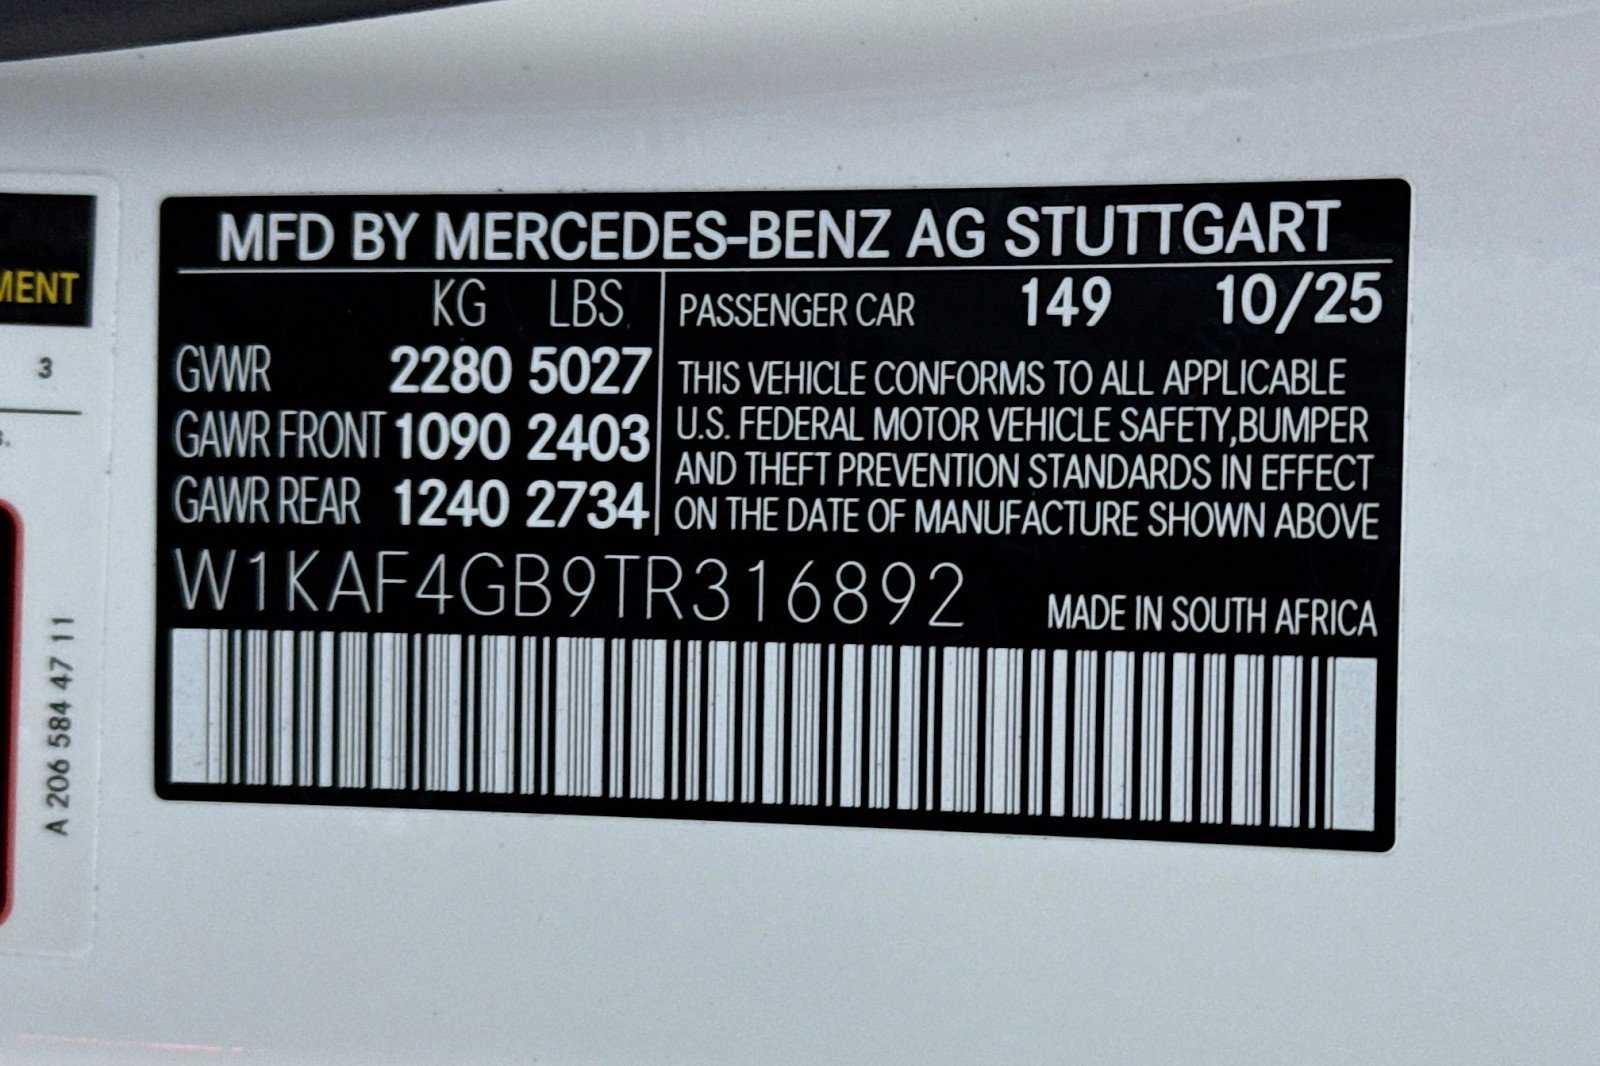 MENT
3
A 206 584 47 11
MFD BY MERCEDES-BENZ AG STUTTGART
KG LBS
GVWR 2280 5027
GAWR FRONT 1090 2403
GAWR REAR 1240 2734
PASSENGER CAR 149 10/25
THIS VEHICLE CONFORMS TO ALL APPLICABLE
U.S. FEDERAL MOTOR VEHICLE SAFETY,BUMPER
AND THEFT PREVENTION STANDARDS IN EFFECT
ON THE DATE OF MANUFACTURE SHOWN ABOVE
W1KAF4GB9TR316892
MADE IN SOUTH AFRICA